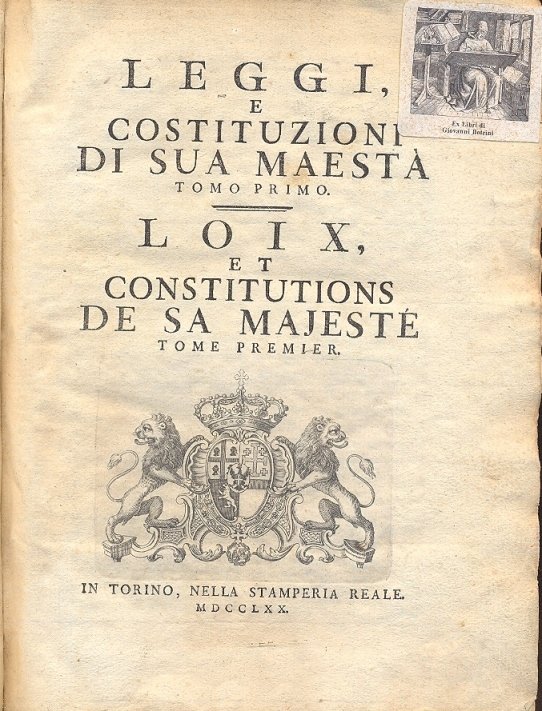 LEGGI,
E
COSTITUZIONI
DI SUA MAESTÀ
TOMO PRIMO.
LOIX,
ET
CONSTITUTIONS
DE SA MAJESTÉ
TOME PREMIER.
IN TORINO, NELLA STAMPERIA REALE.
MDCCLXX.
Ex Libri di
Giovanni Botrini